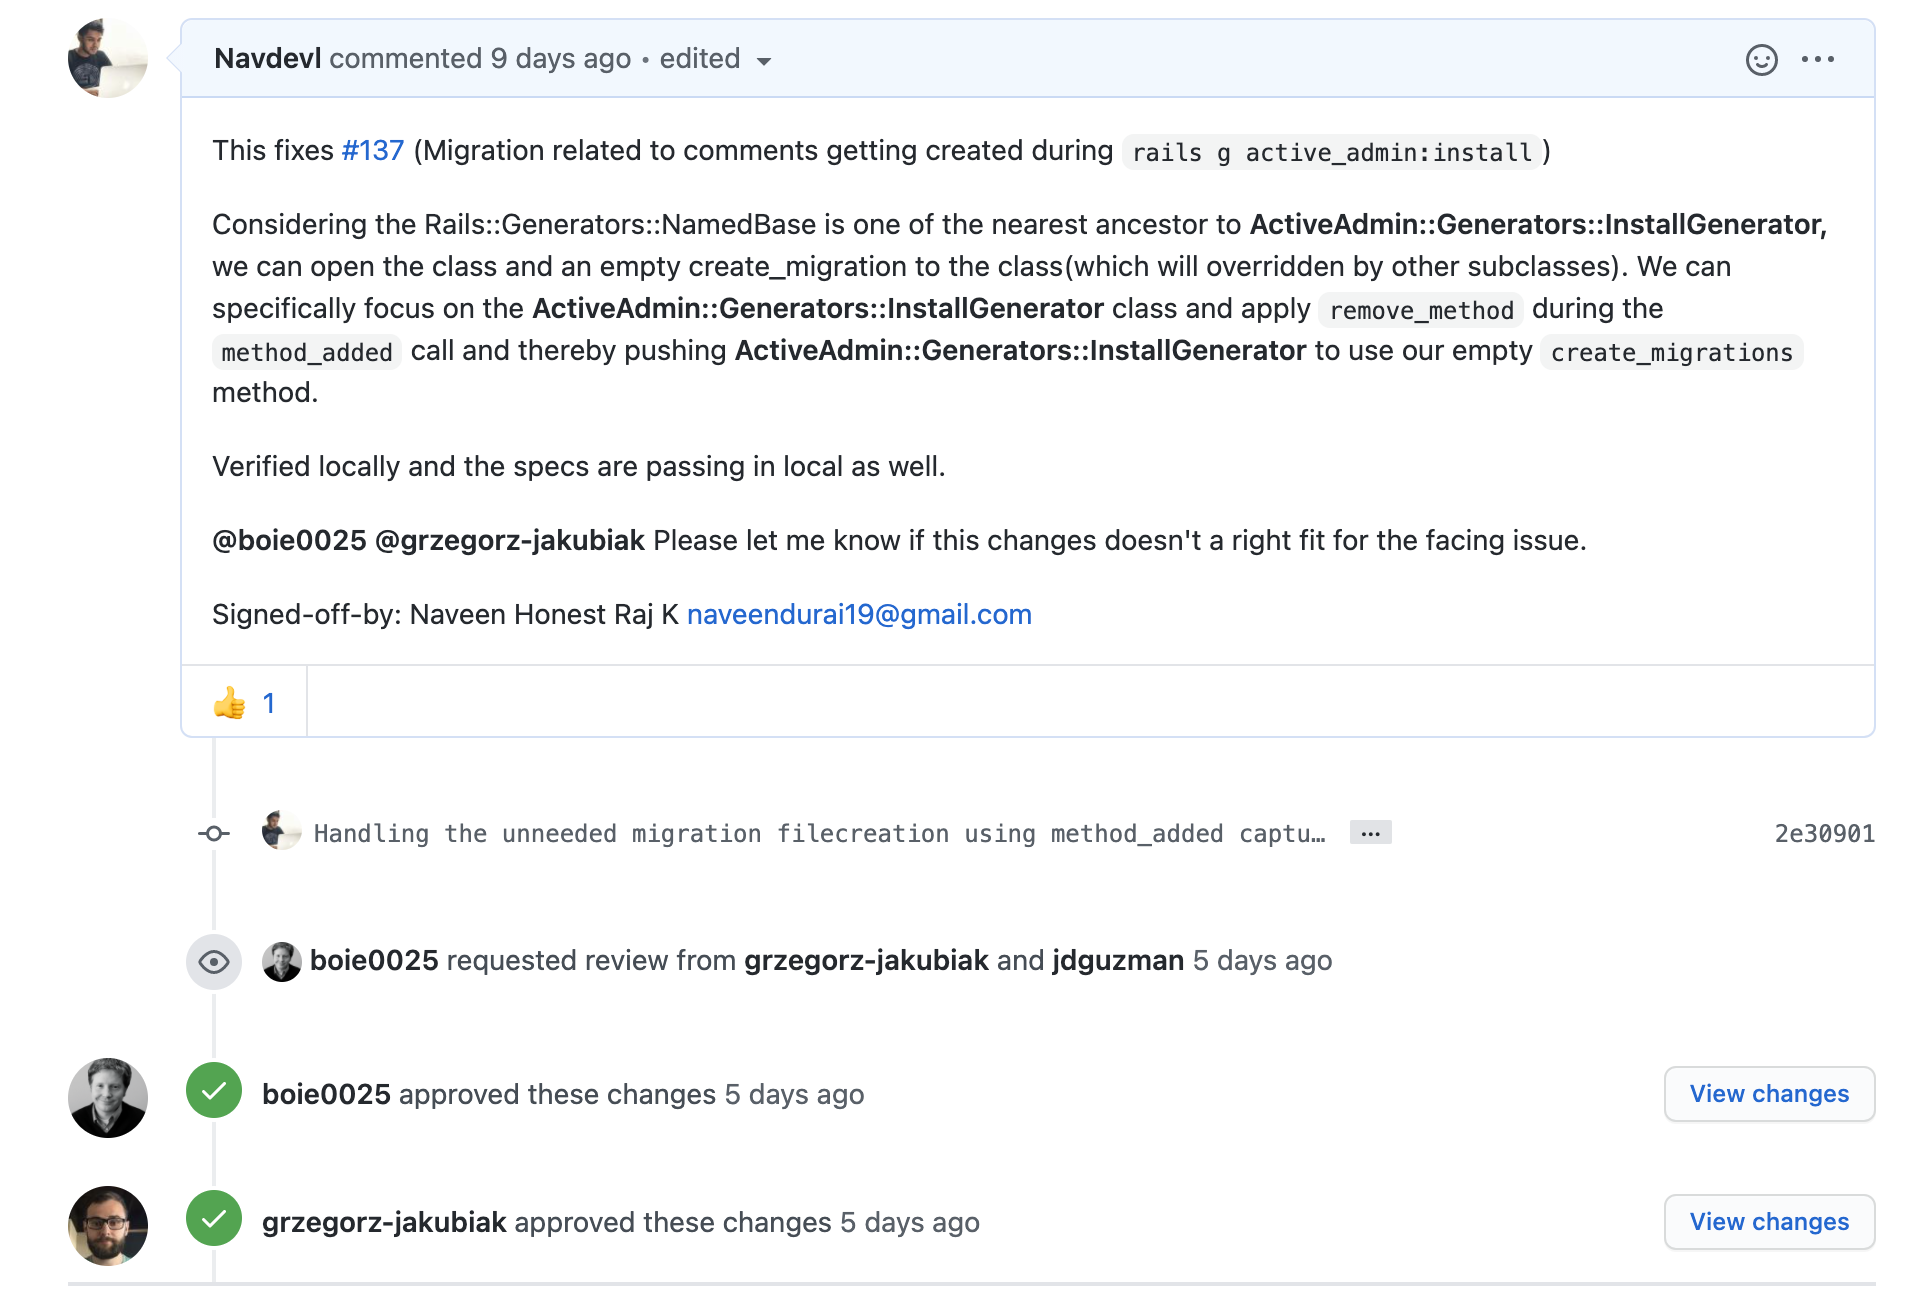 Navdevl commented 9 days ago • edited
This fixes #137 (Migration related to comments getting created during rails g active_admin:install )
Considering the Rails::Generators::NamedBase is one of the nearest ancestor to ActiveAdmin::Generators::InstallGenerator,
we can open the class and an empty create_migration to the class(which will overridden by other subclasses). We can
specifically focus on the ActiveAdmin::Generators::InstallGenerator class and apply remove_method during the
method_added call and thereby pushing ActiveAdmin::Generators::InstallGenerator to use our empty create_migrations
method.
Verified locally and the specs are passing in local as well.
@boie0025 @grzegorz-jakubiak Please let me know if this changes doesn't a right fit for the facing issue.
Signed-off-by: Naveen Honest Raj K naveendurai19@gmail.com
👍 1
Handling the unneeded migration filecreation using method_added captu… … 2e30901
boie0025 requested review from grzegorz-jakubiak and jdguzman 5 days ago
boie0025 approved these changes 5 days ago View changes
grzegorz-jakubiak approved these changes 5 days ago View changes